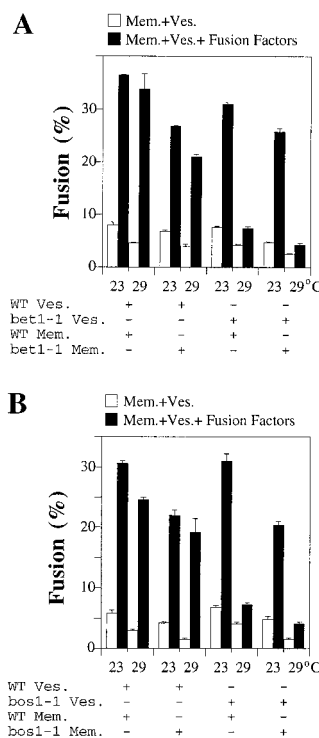 A
Mem.+Ves.
Mem.+Ves.+ Fusion Factors
Fusion (%)
30
20
10
0
23 29 23 29 23 29 23 29°C
WT Ves. + + - -
bet1-1 Ves. - - + +
WT Mem. + - + -
bet1-1 Mem. - + - +
B
Mem.+Ves.
Mem.+Ves.+ Fusion Factors
Fusion (%)
30
20
10
0
23 29 23 29 23 29 23 29°C
WT Ves. + + - -
bos1-1 Ves. - - + +
WT Mem. + - + -
bos1-1 Mem. - + - +